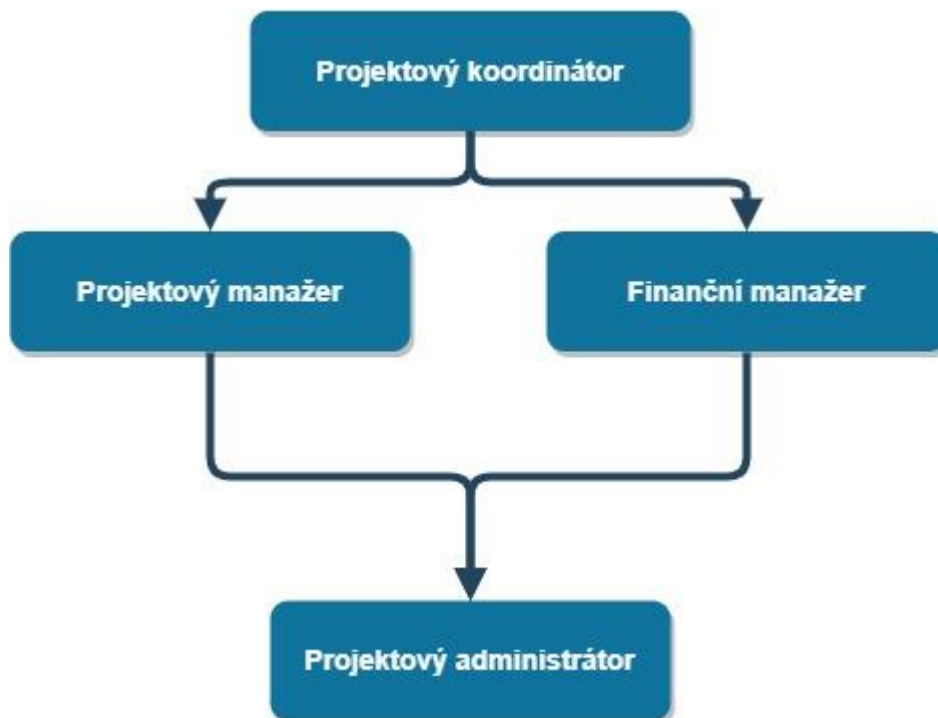 Projektový koordinátor
Projektový manažer
Finanční manažer
Projektový administrátor